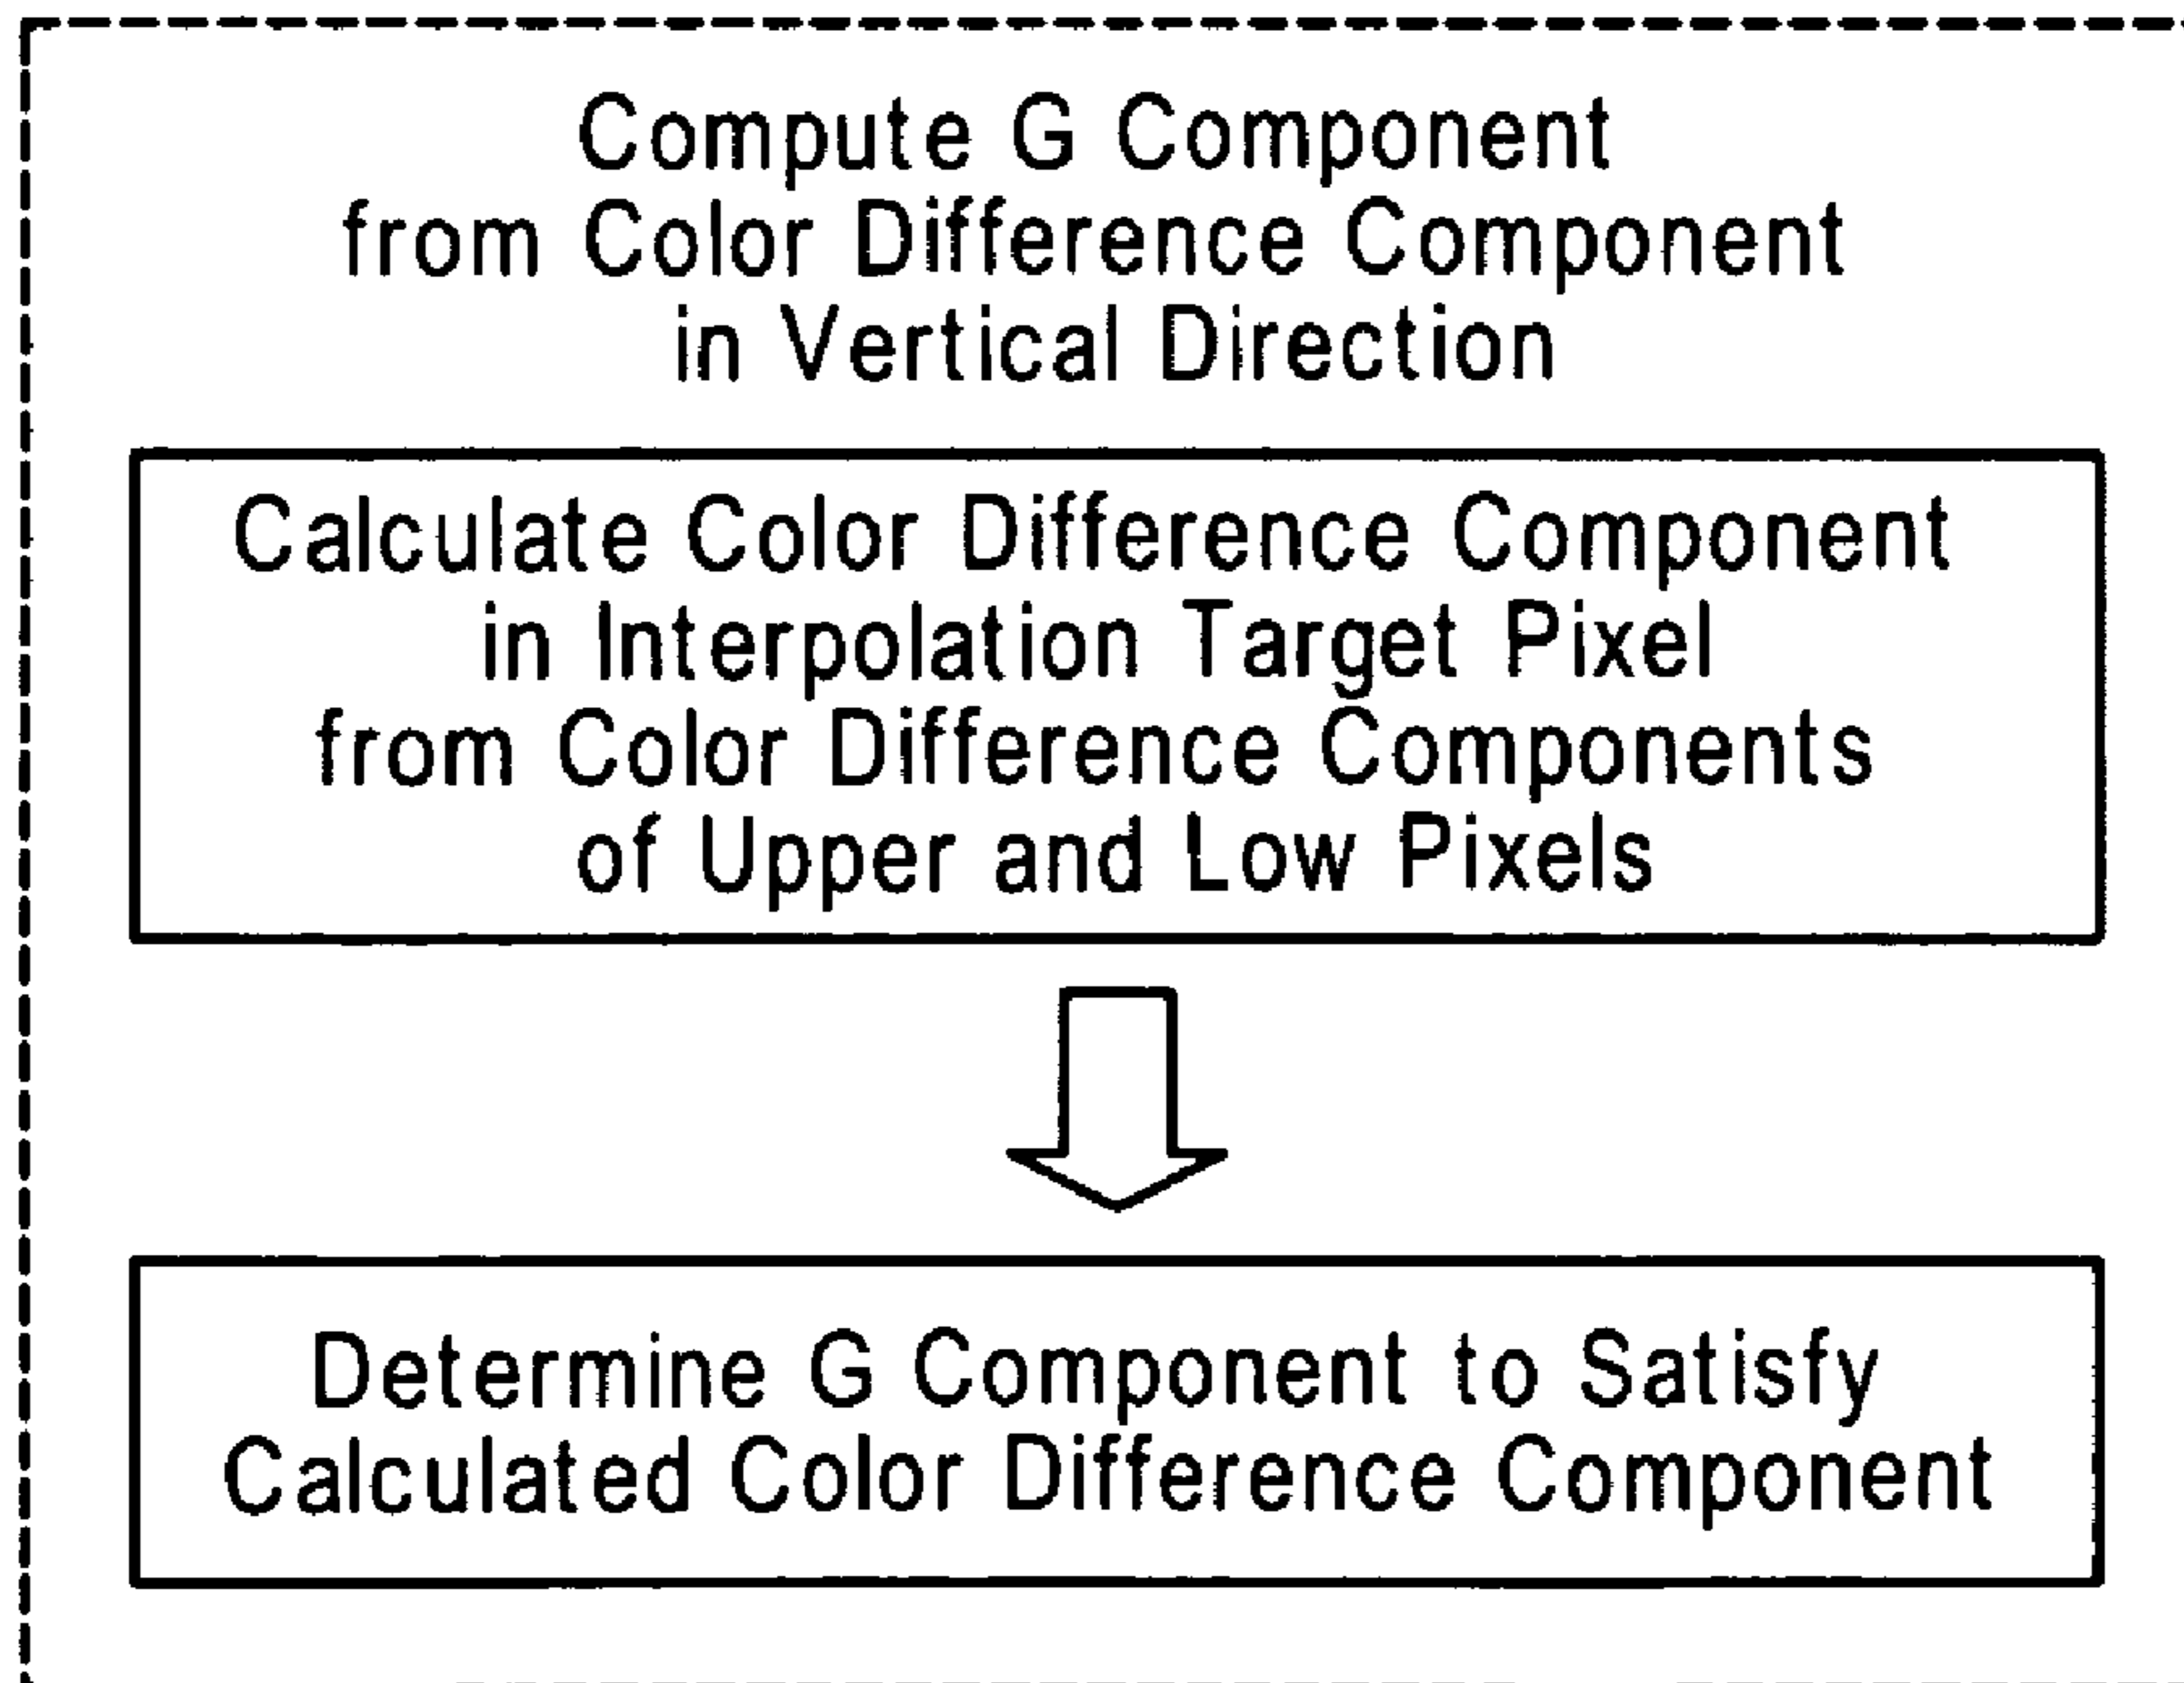 Compute G Component
from Color Difference Component
in Vertical Direction
Calculate Color Difference Component
in Interpolation Target Pixel
from Color Difference Components
of Upper and Low Pixels
Determine G Component to Satisfy
Calculated Color Difference Component